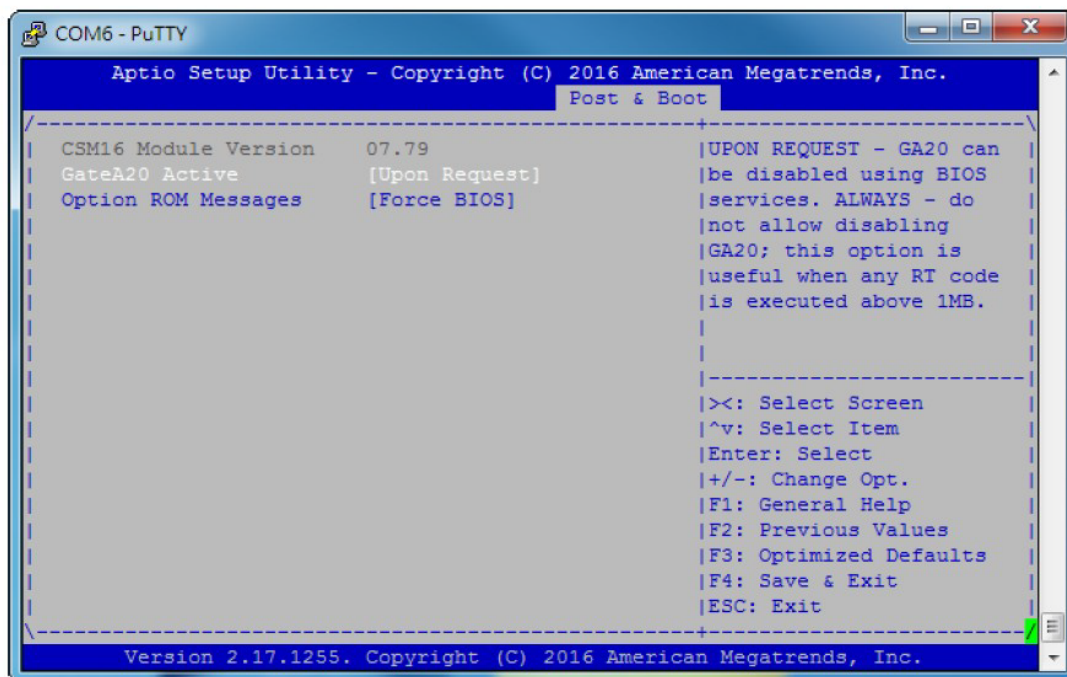 COM6 - PuTTY
Aptio Setup Utility - Copyright (C) 2016 American Megatrends, Inc.
Post & Boot
CSM16 Module Version 07.79
GateA20 Active [Upon Request]
Option ROM Messages [Force BIOS]
UPON REQUEST - GA20 can
be disabled using BIOS
services. ALWAYS - do
not allow disabling
GA20; this option is
useful when any RT code
is executed above 1MB.
><: Select Screen
^v: Select Item
Enter: Select
+/-: Change Opt.
F1: General Help
F2: Previous Values
F3: Optimized Defaults
F4: Save & Exit
ESC: Exit
Version 2.17.1255. Copyright (C) 2016 American Megatrends, Inc.